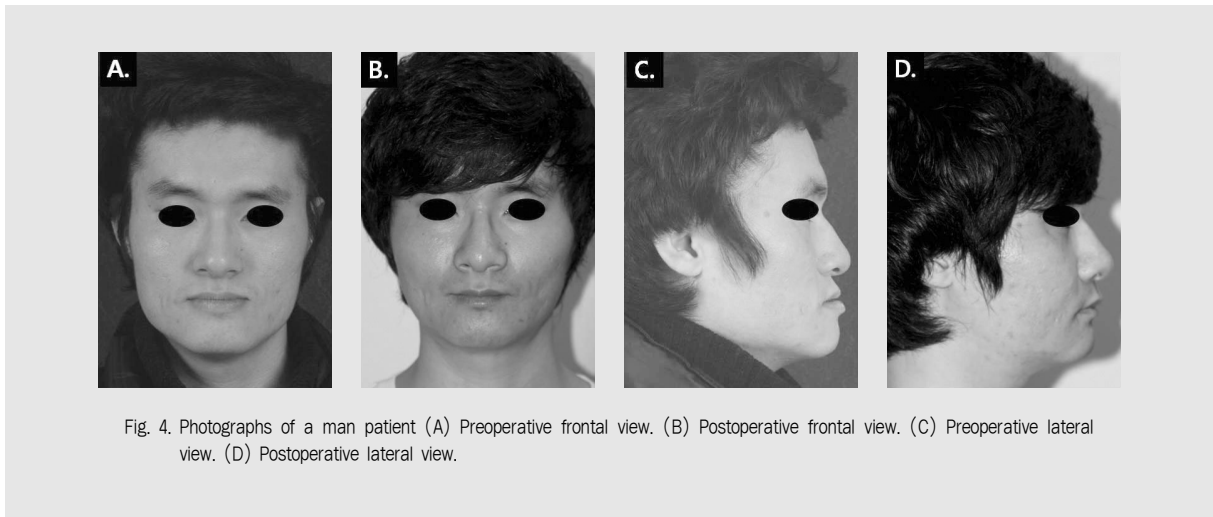 A.
B.
C.
D.
Fig. 4. Photographs of a man patient (A) Preoperative frontal view. (B) Postoperative frontal view. (C) Preoperative lateral
view. (D) Postoperative lateral view.